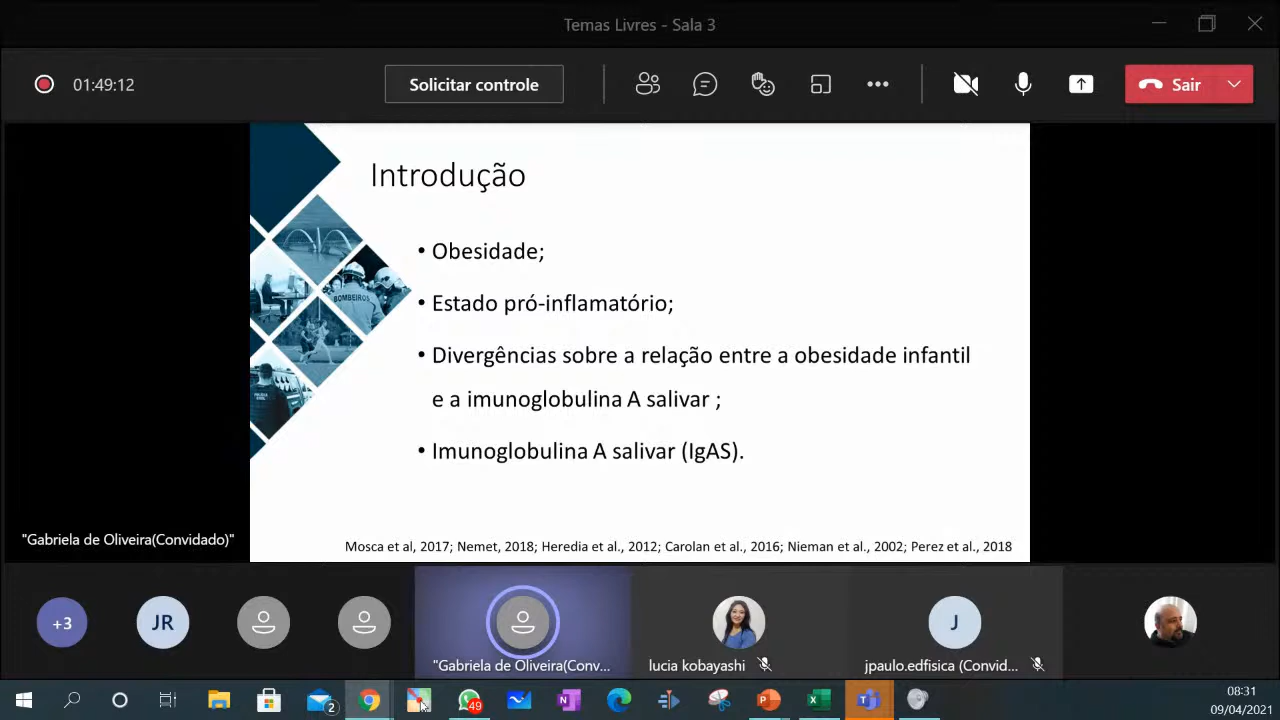 Temas Livres - Sala 3
01:49:12
Solicitar controle
Sair
Introdução
• Obesidade;
• Estado pró-inflamatório;
• Divergências sobre a relação entre a obesidade infantil
e a imunoglobulina A salivar ;
• Imunoglobulina A salivar (IgAS).
BOMBEIROS
POLÍCIA
CIVIL
"Gabriela de Oliveira(Convidado)"
Mosca et al, 2017; Nemet, 2018; Heredia et al., 2012; Carolan et al., 2016; Nieman et al., 2002; Perez et al., 2018
+3
JR
J
"Gabriela de Oliveira(Conv...
lucia kobayashi
jpaulo.edfisica (Convid...
2
49
08:31
09/04/2021